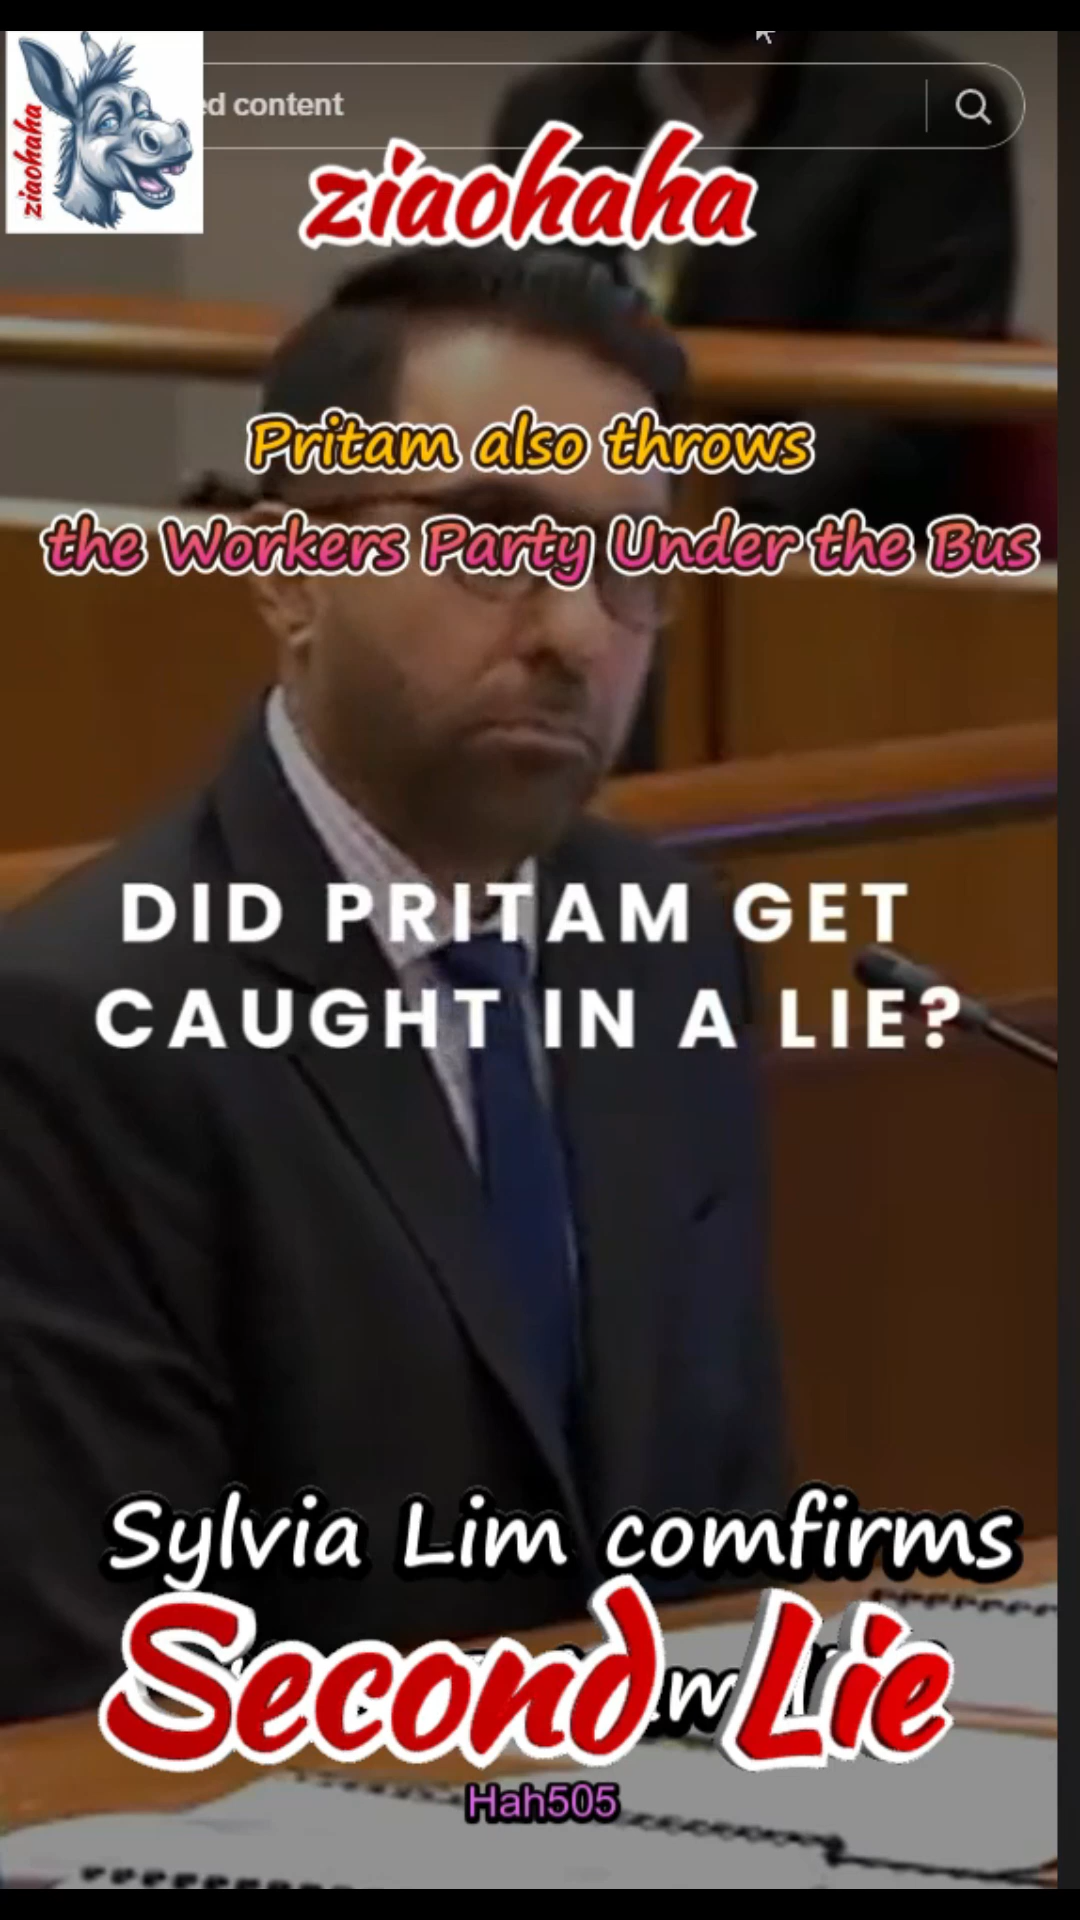 ziaohaha
ed content
ziaohaha
Pritam also throws
the Workers Party Under the Bus
DID PRITAM GET
CAUGHT IN A LIE?
Sylvia Lim comfirms
Second Lie
Hah505